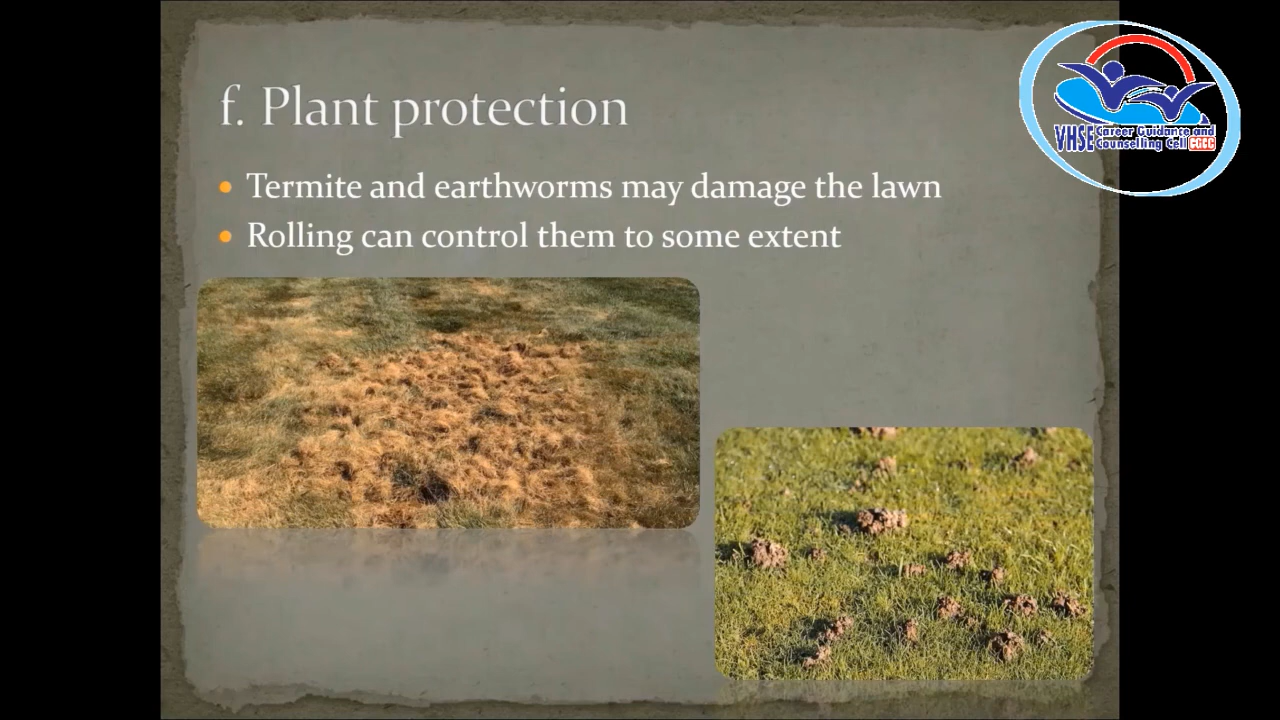 f. Plant protection
Termite and earthworms may damage the lawn
Rolling can control them to some extent
VHSE Career Guidance and
Counselling Cell CGCC